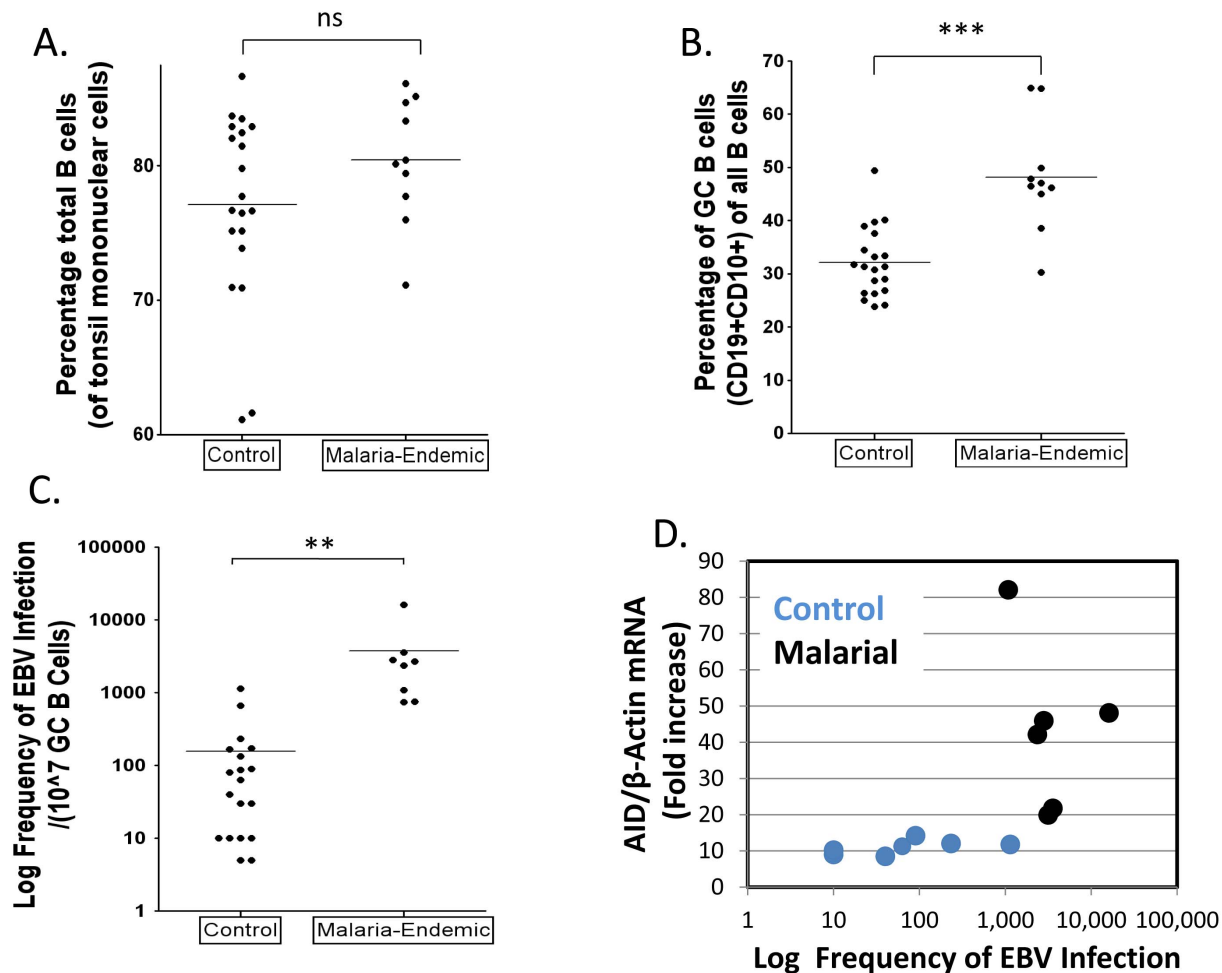 A.
ns
Percentage total B cells
(of tonsil mononuclear cells)
80
70
60
Control
Malaria-Endemic
B.
***
Percentage of GC B cells
(CD19+CD10+) of all B cells
70
60
50
40
30
20
10
0
Control
Malaria-Endemic
C.
**
Log Frequency of EBV Infection
/(10^7 GC B Cells)
100000
10000
1000
100
10
1
Control
Malaria-Endemic
D.
AID/β-Actin mRNA
(Fold increase)
90
80
70
60
50
40
30
20
10
0
Control
Malarial
1
10
100
1,000
10,000
100,000
Log Frequency of EBV Infection